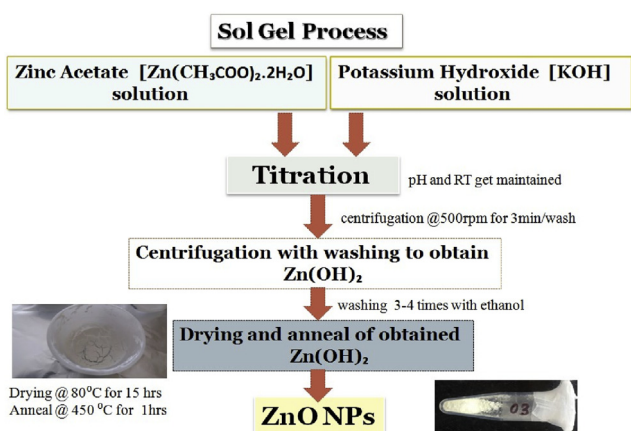 Sol Gel Process
Zinc Acetate [Zn(CH₃COO)₂.2H₂O]
solution
Potassium Hydroxide [KOH]
solution
Titration
pH and RT get maintained
centrifugation @500rpm for 3min/wash
Centrifugation with washing to obtain
Zn(OH)₂
washing 3-4 times with ethanol
Drying and anneal of obtained
Zn(OH)₂
Drying @ 80⁰C for 15 hrs
Anneal @ 450 ⁰C for 1hrs
ZnO NPs
03